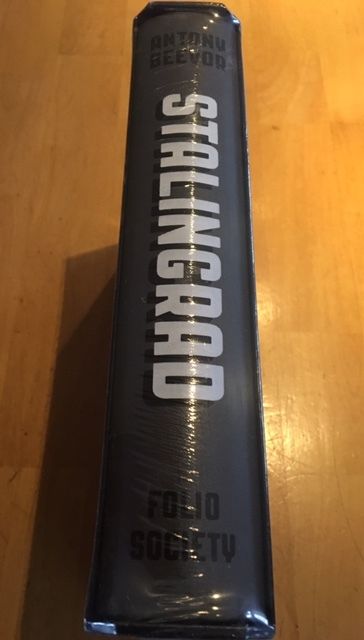 ANTONY
BEEVOR
STALINGRAD
FOLIO
SOCIETY